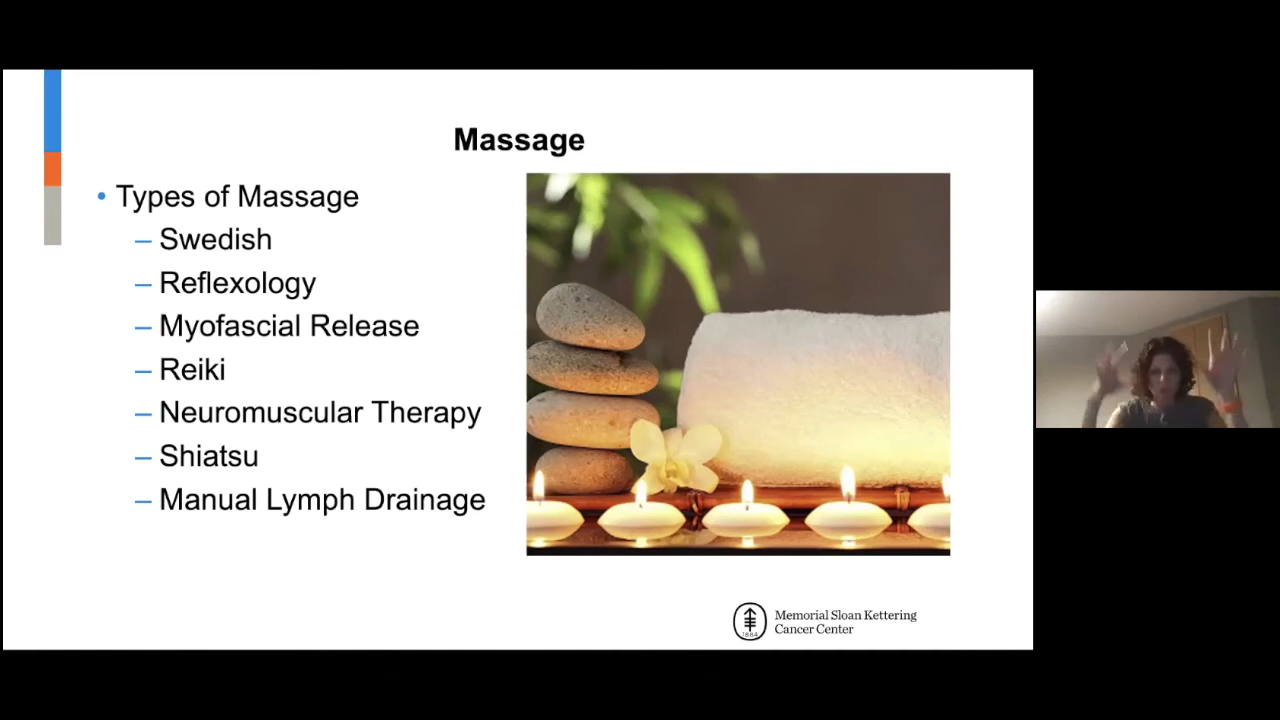 Massage
• Types of Massage
– Swedish
– Reflexology
– Myofascial Release
– Reiki
– Neuromuscular Therapy
– Shiatsu
– Manual Lymph Drainage
1884
Memorial Sloan Kettering
Cancer Center